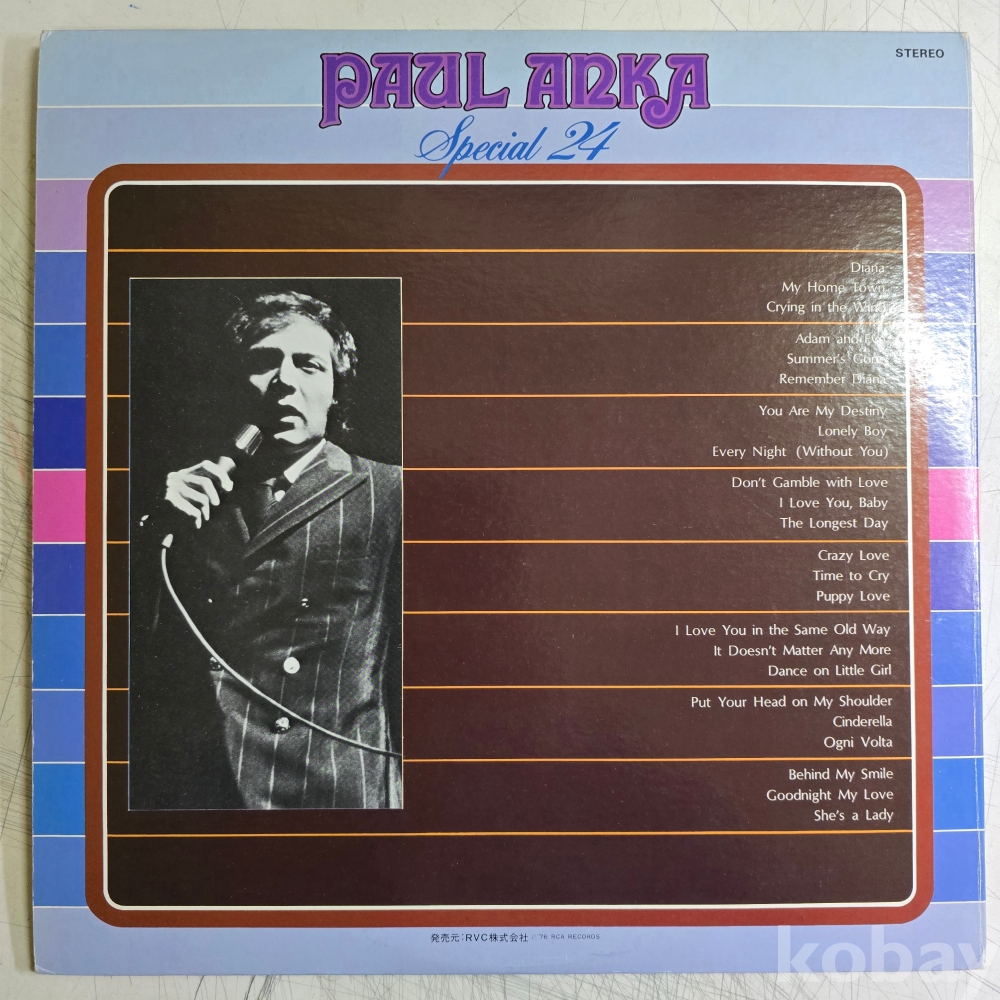 STEREO
PAUL ANKA
Special 24
Diana
My Home Town
Crying in the Wind
Adam and Eve
Summer's Gone
Remember Diana
You Are My Destiny
Lonely Boy
Every Night (Without You)
Don't Gamble with Love
I Love You, Baby
The Longest Day
Crazy Love
Time to Cry
Puppy Love
I Love You in the Same Old Way
It Doesn't Matter Any More
Dance on Little Girl
Put Your Head on My Shoulder
Cinderella
Ogni Volta
Behind My Smile
Goodnight My Love
She's a Lady
発売元:RVC株式会社 '76 RCA RECORDS
kobay